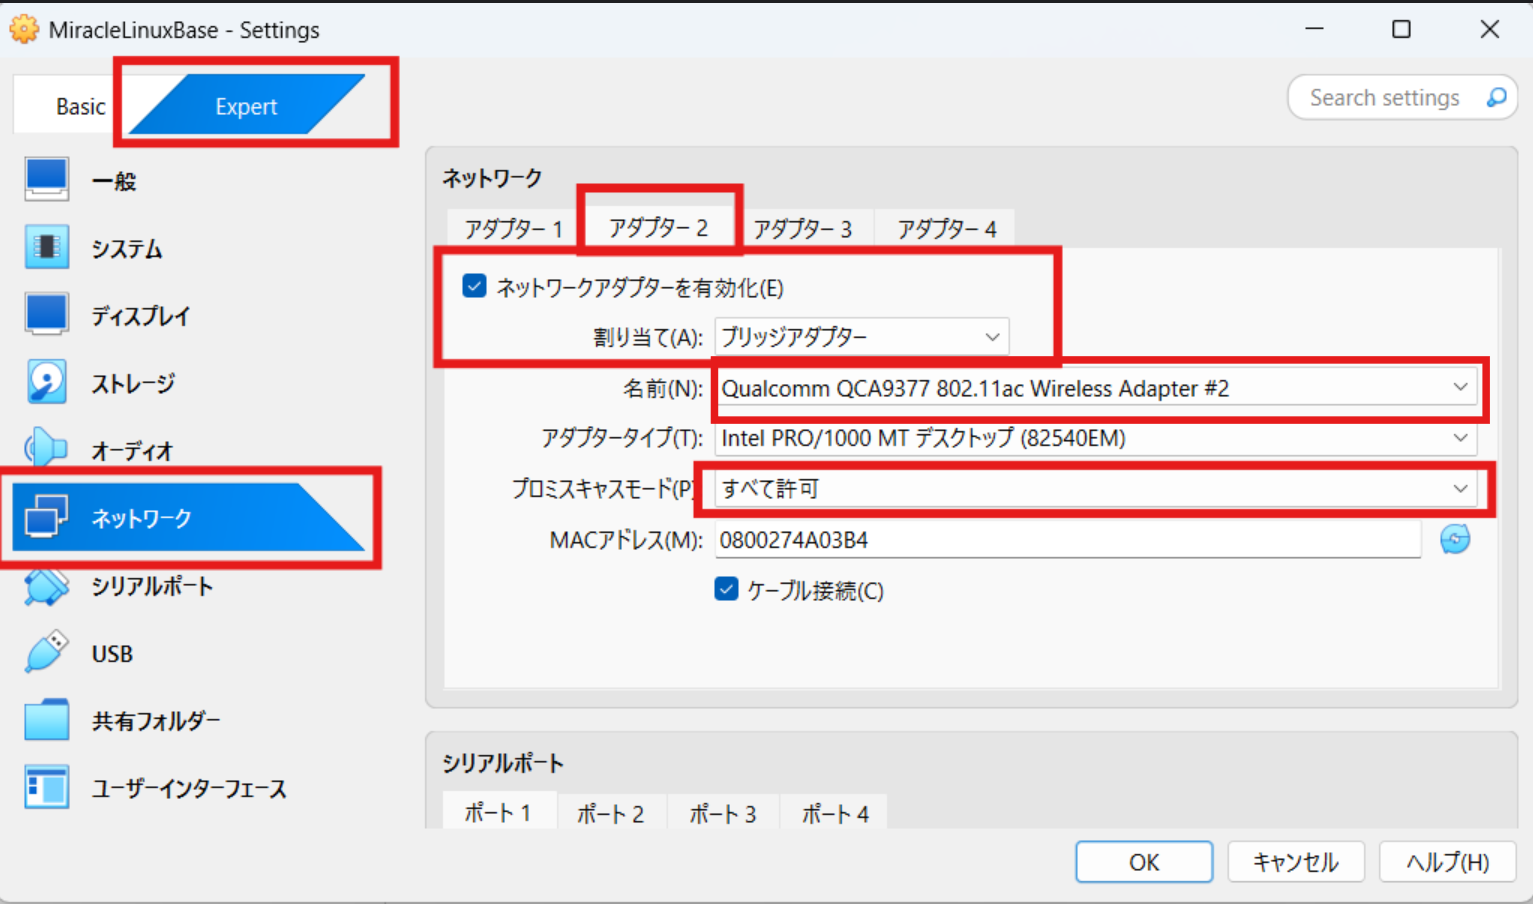 MiracleLinuxBase - Settings
Basic
Expert
Search settings
一般
システム
ディスプレイ
ストレージ
オーディオ
ネットワーク
シリアルポート
USB
共有フォルダー
ユーザーインターフェース
ネットワーク
アダプター 1
アダプター 2
アダプター 3
アダプター 4
ネットワークアダプターを有効化(E)
割り当て(A): ブリッジアダプター
名前(N): Qualcomm QCA9377 802.11ac Wireless Adapter #2
アダプタータイプ(T): Intel PRO/1000 MT デスクトップ (82540EM)
プロミスキャスモード(P すべて許可
MACアドレス(M): 0800274A03B4
ケーブル接続(C)
シリアルポート
ポート 1
ポート 2
ポート 3
ポート 4
OK
キャンセル
ヘルプ(H)